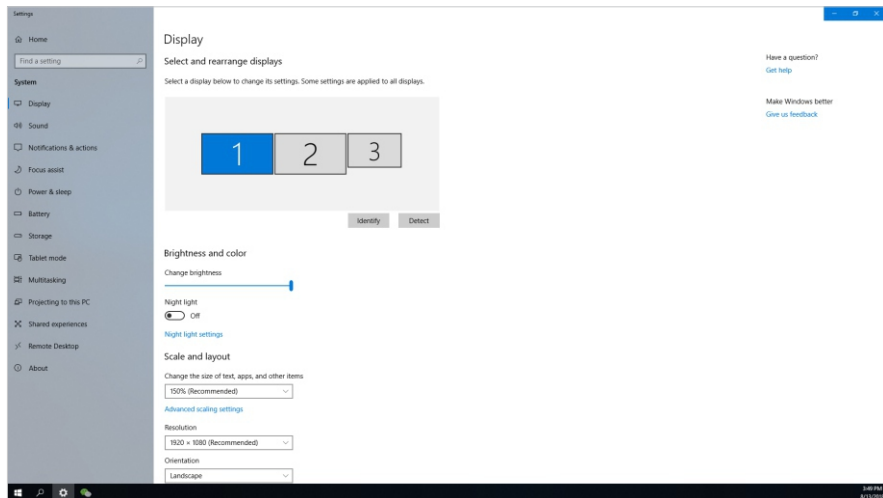 Settings
Home
Find a setting
System
Display
Sound
Notifications & actions
Focus assist
Power & sleep
Battery
Storage
Tablet mode
Multitasking
Projecting to this PC
Shared experiences
Remote Desktop
About
Display
Select and rearrange displays
Select a display below to change its settings. Some settings are applied to all displays.
1 2 3
Identify Detect
Brightness and color
Change brightness
Night light
Off
Night light settings
Scale and layout
Change the size of text, apps, and other items
150% (Recommended)
Advanced scaling settings
Resolution
1920 × 1080 (Recommended)
Orientation
Landscape
Have a question?
Get help
Make Windows better
Give us feedback
3:49 PM